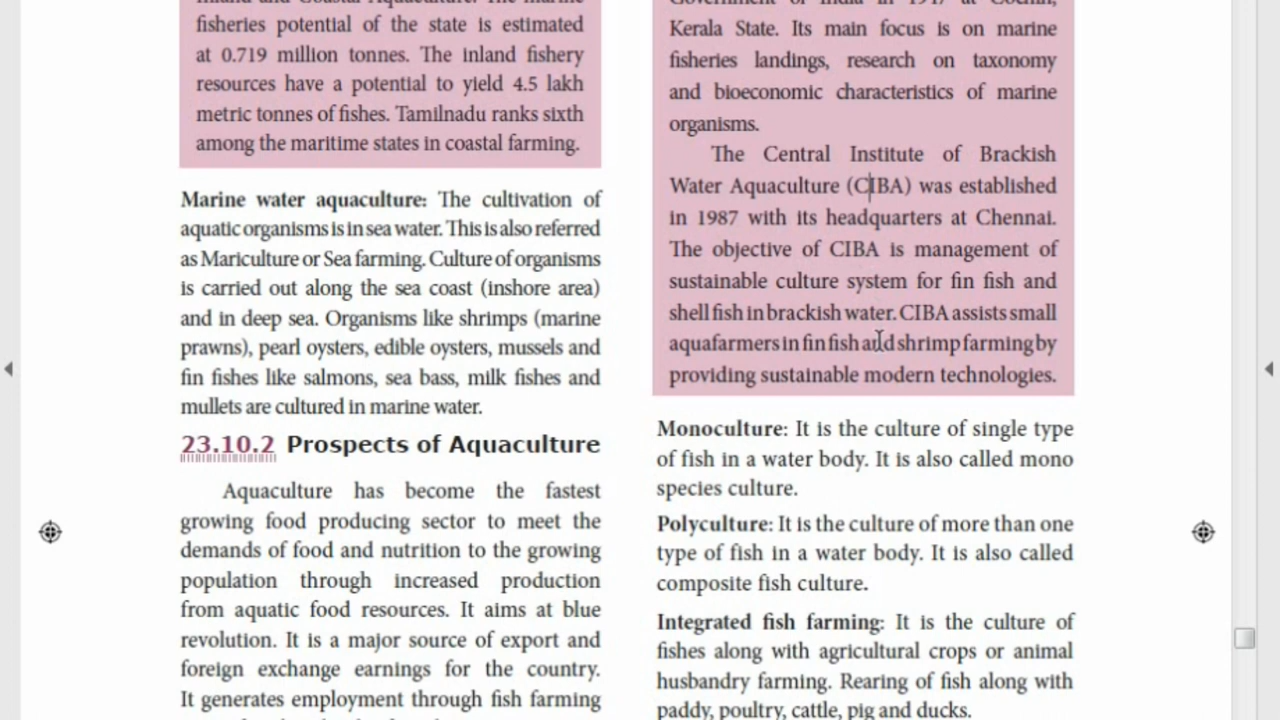 fisheries potential of the state is estimated
at 0.719 million tonnes. The inland fishery
resources have a potential to yield 4.5 lakh
metric tonnes of fishes. Tamilnadu ranks sixth
among the maritime states in coastal farming.
Marine water aquaculture: The cultivation of
aquatic organisms is in sea water. This is also referred
as Mariculture or Sea farming. Culture of organisms
is carried out along the sea coast (inshore area)
and in deep sea. Organisms like shrimps (marine
prawns), pearl oysters, edible oysters, mussels and
fin fishes like salmons, sea bass, milk fishes and
mullets are cultured in marine water.
23.10.2 Prospects of Aquaculture
Aquaculture has become the fastest
growing food producing sector to meet the
demands of food and nutrition to the growing
population through increased production
from aquatic food resources. It aims at blue
revolution. It is a major source of export and
foreign exchange earnings for the country.
It generates employment through fish farming
Government of India in 1947 at Cochin,
Kerala State. Its main focus is on marine
fisheries landings, research on taxonomy
and bioeconomic characteristics of marine
organisms.
The Central Institute of Brackish
Water Aquaculture (CIBA) was established
in 1987 with its headquarters at Chennai.
The objective of CIBA is management of
sustainable culture system for fin fish and
shell fish in brackish water. CIBA assists small
aquafarmers in fin fish and shrimp farming by
providing sustainable modern technologies.
Monoculture: It is the culture of single type
of fish in a water body. It is also called mono
species culture.
Polyculture: It is the culture of more than one
type of fish in a water body. It is also called
composite fish culture.
Integrated fish farming: It is the culture of
fishes along with agricultural crops or animal
husbandry farming. Rearing of fish along with
paddy, poultry, cattle, pig and ducks.